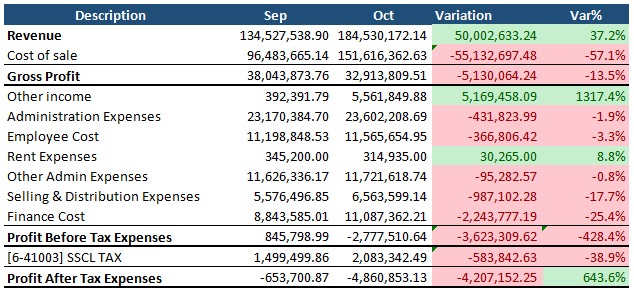 Description Sep Oct Variation Var%
Revenue 134,527,538.90 184,530,172.14 50,002,633.24 37.2%
Cost of sale 96,483,665.14 151,616,362.63 -55,132,697.48 -57.1%
Gross Profit 38,043,873.76 32,913,809.51 -5,130,064.24 -13.5%
Other income 392,391.79 5,561,849.88 5,169,458.09 1317.4%
Administration Expenses 23,170,384.70 23,602,208.69 -431,823.99 -1.9%
Employee Cost 11,198,848.53 11,565,654.95 -366,806.42 -3.3%
Rent Expenses 345,200.00 314,935.00 30,265.00 8.8%
Other Admin Expenses 11,626,336.17 11,721,618.74 -95,282.57 -0.8%
Selling & Distribution Expenses 5,576,496.85 6,563,599.14 -987,102.28 -17.7%
Finance Cost 8,843,585.01 11,087,362.21 -2,243,777.19 -25.4%
Profit Before Tax Expenses 845,798.99 -2,777,510.64 -3,623,309.62 -428.4%
[6-41003] SSCL TAX 1,499,499.86 2,083,342.49 -583,842.63 -38.9%
Profit After Tax Expenses -653,700.87 -4,860,853.13 -4,207,152.25 643.6%